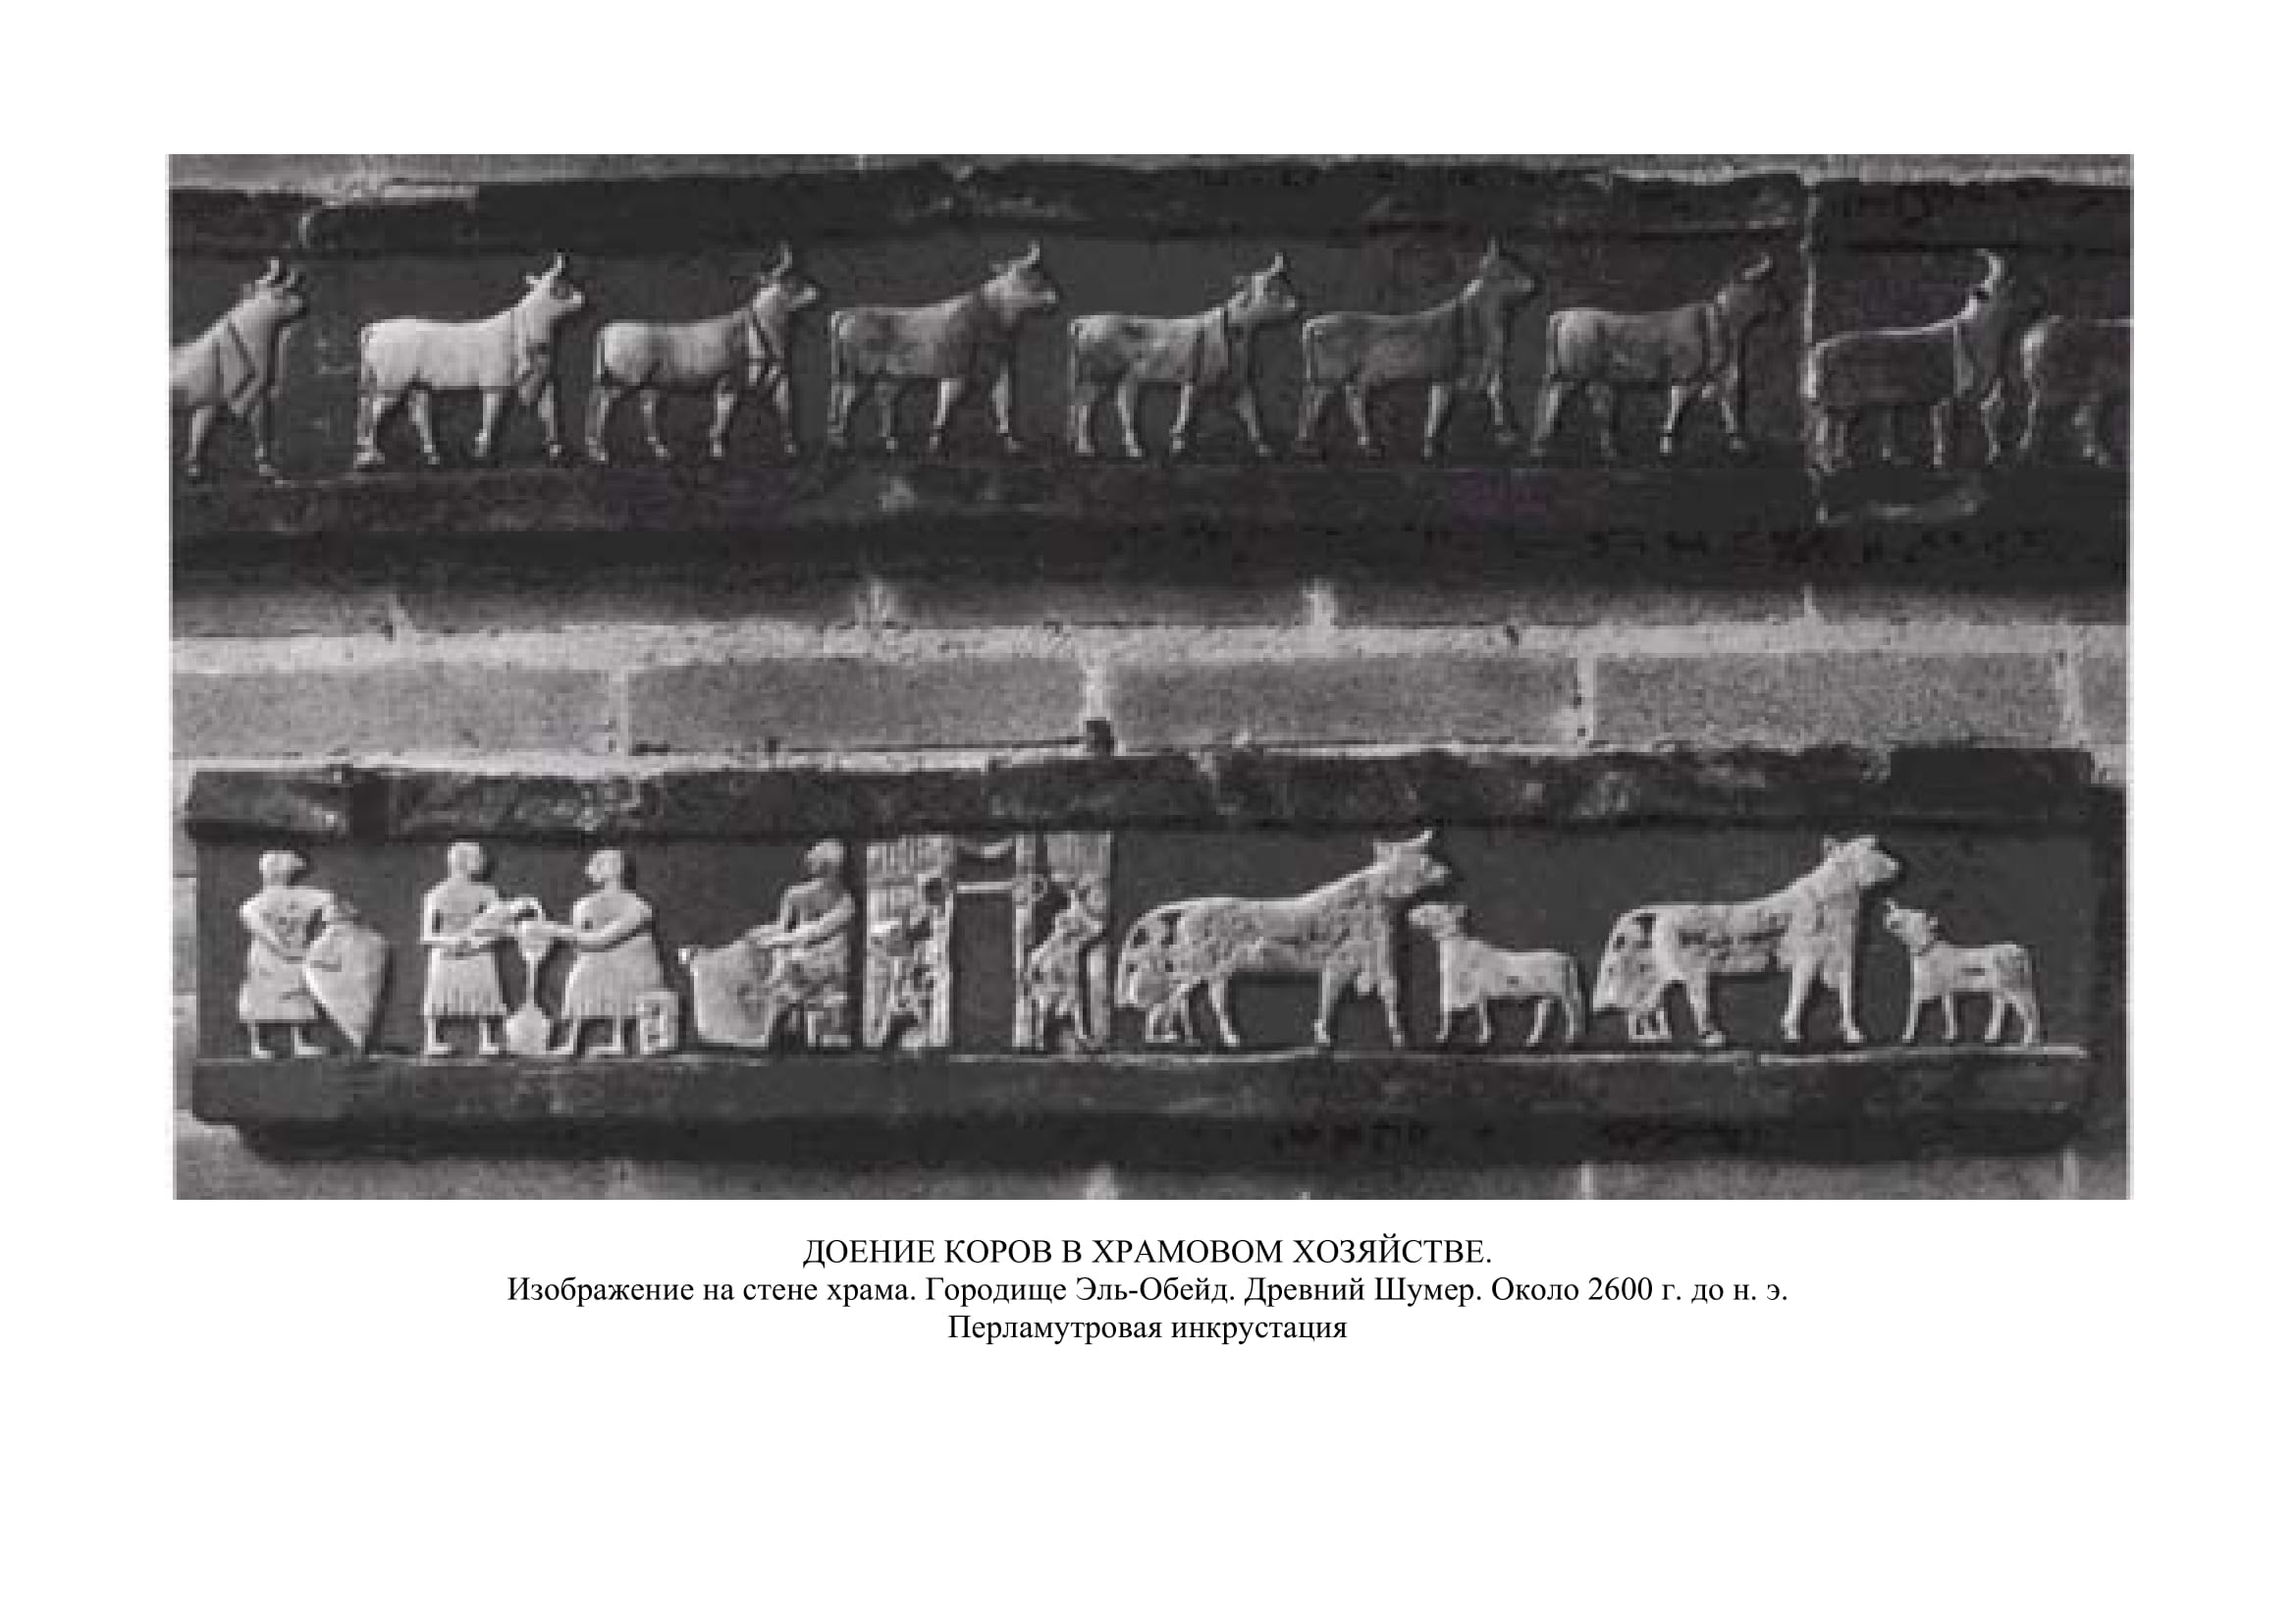 ДОЕНИЕ КОРОВ В ХРАМОВОМ ХОЗЯЙСТВЕ.
Изображение на стене храма. Городище Эль-Обейд. Древний Шумер. Около 2600 г. до н. э.
Перламутровая инкрустация